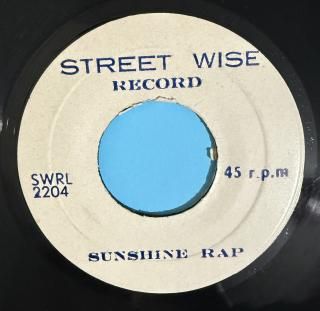 STREET WISE
RECORD
SWRL
2204
45 r.p.m
SUNSHINE RAP